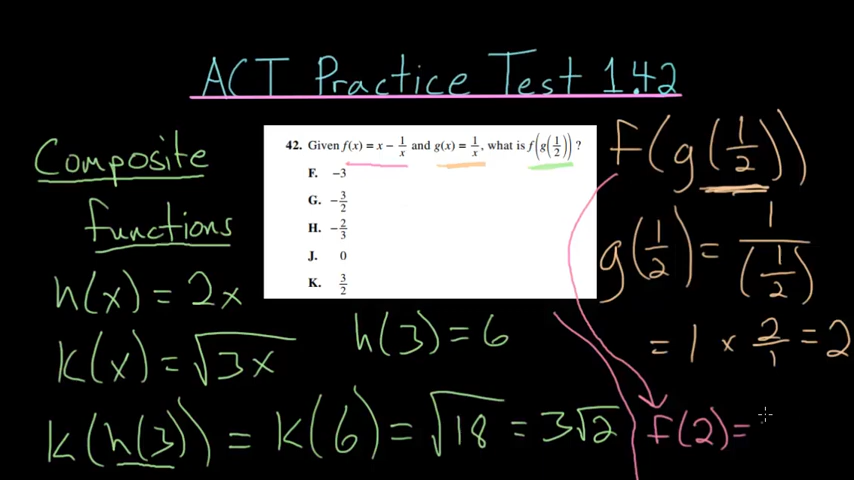 ACT Practice Test 1.42
Composite
functions
h(x) = 2x
k(x) = √3x
h(3) = 6
k(h(3)) = k(6) = √18 = 3√2
42. Given f(x) = x − 1/x and g(x) = 1/x, what is f(g(1/2)) ?
F. −3
G. −3/2
H. −2/3
J. 0
K. 3/2
f(g(1/2))
g(1/2) = 1/(1/2)
= 1 × 2/1 = 2
f(2) =